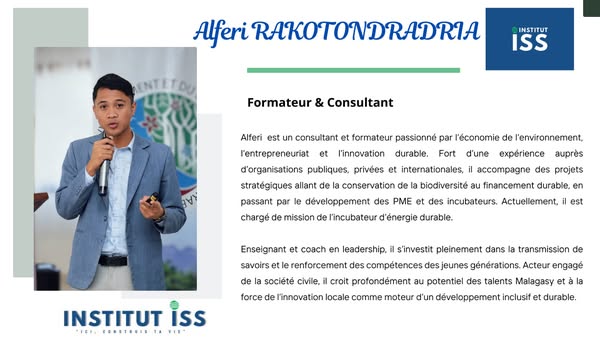 Alferi RAKOTONDRADRIA
INSTITUT
ISS
Formateur & Consultant
Alferi est un consultant et formateur passionné par l'économie de l'environnement,
l'entrepreneuriat et l'innovation durable. Fort d'une expérience auprès
d'organisations publiques, privées et internationales, il accompagne des projets
stratégiques allant de la conservation de la biodiversité au financement durable, en
passant par le développement des PME et des incubateurs. Actuellement, il est
chargé de mission de l'incubateur d'énergie durable.
Enseignant et coach en leadership, il s'investit pleinement dans la transmission de
savoirs et le renforcement des compétences des jeunes générations. Acteur engagé
de la société civile, il croit profondément au potentiel des talents Malagasy et à la
force de l'innovation locale comme moteur d'un développement inclusif et durable.
EMENT ET DU
INSTITUT ISS
"ICI, CONSTRUIS TA VIE"